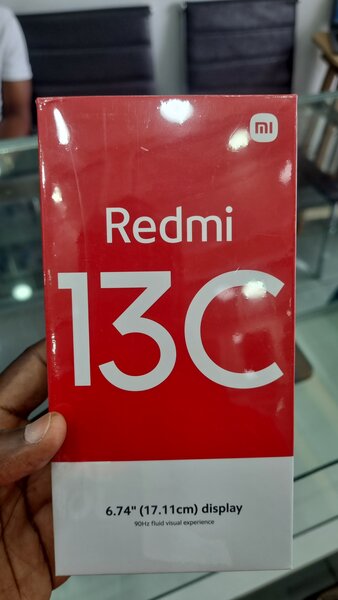 mi
Redmi
13C
6.74" (17.11cm) display
90Hz fluid visual experience